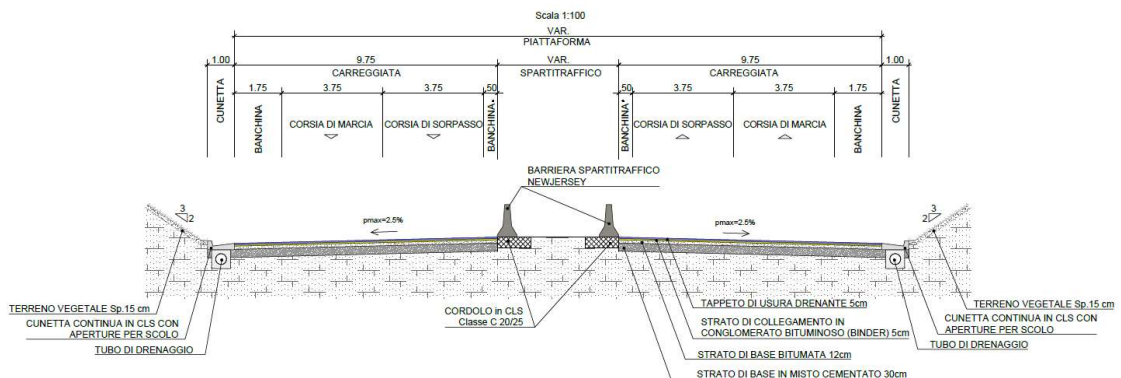 Scala 1:100
VAR.
PIATTAFORMA
1.00 9.75 VAR. 9.75 1.00
CARREGGIATA SPARTITRAFFICO CARREGGIATA
1.75 3.75 3.75 .50 .50 3.75 3.75 1.75
CUNETTA
BANCHINA
CORSIA DI MARCIA
CORSIA DI SORPASSO
BANCHINA
BANCHINA
CORSIA DI SORPASSO
CORSIA DI MARCIA
BANCHINA
CUNETTA
BARRIERA SPARTITRAFFICO
NEWJERSEY
3
2
pmax=2.5%
pmax=2.5%
3
2
TERRENO VEGETALE Sp.15 cm
CUNETTA CONTINUA IN CLS CON
APERTURE PER SCOLO
TUBO DI DRENAGGIO
CORDOLO in CLS
Classe C 20/25
TAPPETO DI USURA DRENANTE 5cm
STRATO DI COLLEGAMENTO IN
CONGLOMERATO BITUMINOSO (BINDER) 5cm
STRATO DI BASE BITUMATA 12cm
STRATO DI BASE IN MISTO CEMENTATO 30cm
TERRENO VEGETALE Sp.15 cm
CUNETTA CONTINUA IN CLS CON
APERTURE PER SCOLO
TUBO DI DRENAGGIO